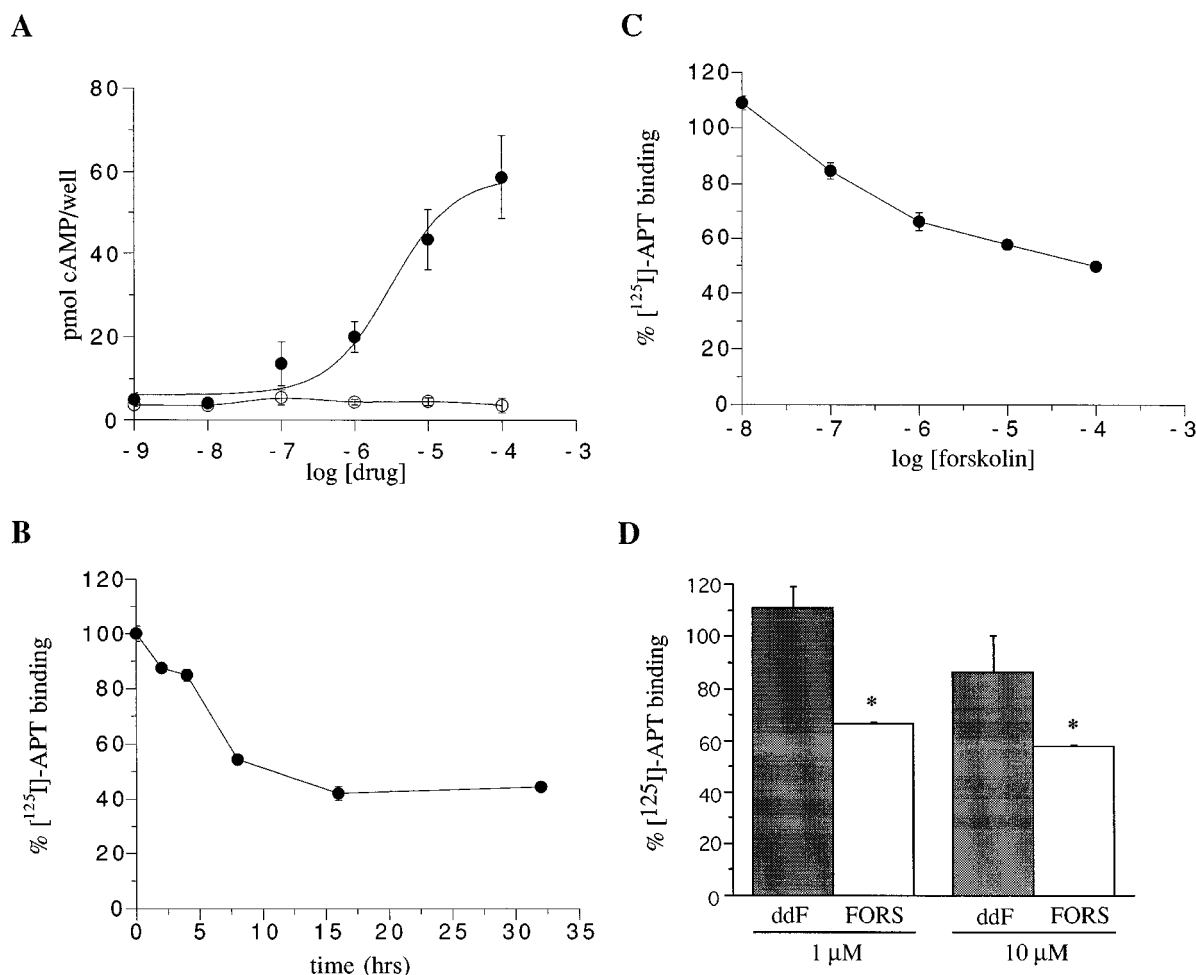 A
80
60
40
20
0
pmol cAMP/well
- 9 - 8 - 7 - 6 - 5 - 4 - 3
log [drug]
B
120
100
80
60
40
20
0
% [125I]-APT binding
0 5 10 15 20 25 30 35
time (hrs)
C
120
100
80
60
40
20
0
% [125I]-APT binding
- 8 - 7 - 6 - 5 - 4 - 3
log [forskolin]
D
120
100
80
60
40
20
0
% [125I]-APT binding
* *
ddF FORS ddF FORS
1 µM 10 µM